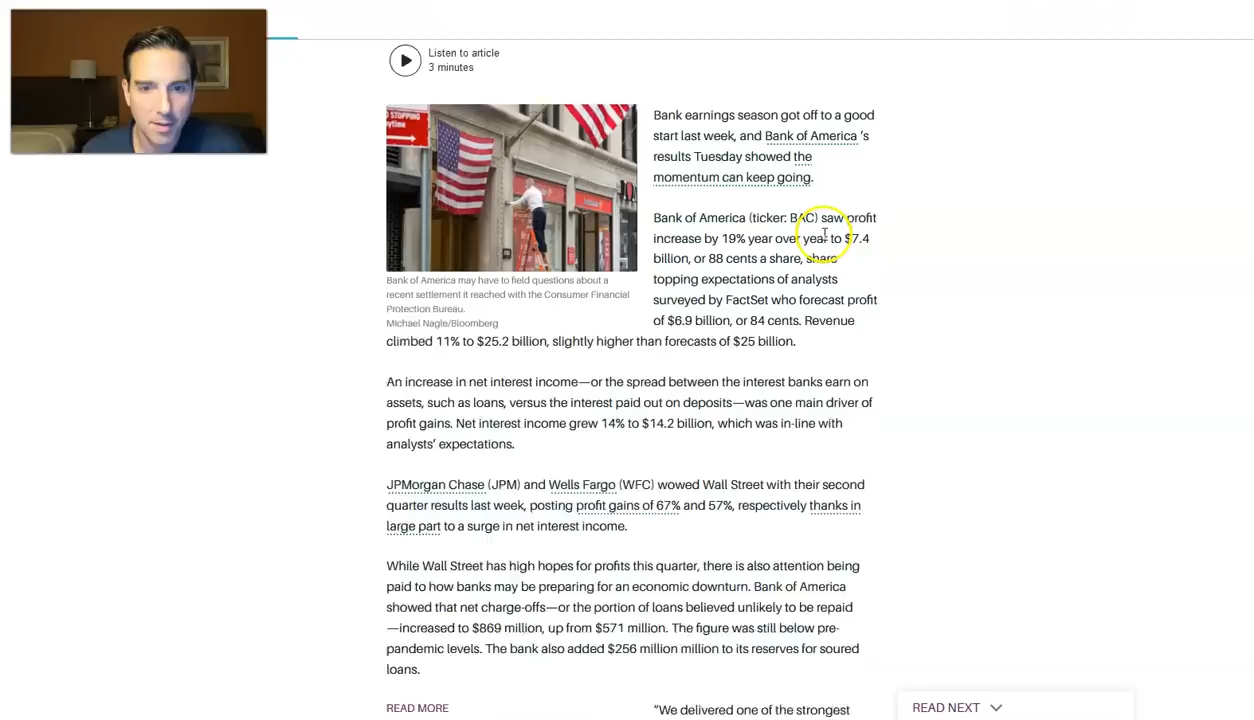 Listen to article
3 minutes
Bank earnings season got off to a good
start last week, and Bank of America 's
results Tuesday showed the
momentum can keep going.
Bank of America (ticker: BAC) saw profit
increase by 19% year over year to $7.4
billion, or 88 cents a share, share
topping expectations of analysts
surveyed by FactSet who forecast profit
of $6.9 billion, or 84 cents. Revenue
climbed 11% to $25.2 billion, slightly higher than forecasts of $25 billion.
STOPPING
Anytime
Bank of America may have to field questions about a
recent settlement it reached with the Consumer Financial
Protection Bureau.
Michael Nagle/Bloomberg
An increase in net interest income—or the spread between the interest banks earn on
assets, such as loans, versus the interest paid out on deposits—was one main driver of
profit gains. Net interest income grew 14% to $14.2 billion, which was in-line with
analysts' expectations.
JPMorgan Chase (JPM) and Wells Fargo (WFC) wowed Wall Street with their second
quarter results last week, posting profit gains of 67% and 57%, respectively thanks in
large part to a surge in net interest income.
While Wall Street has high hopes for profits this quarter, there is also attention being
paid to how banks may be preparing for an economic downturn. Bank of America
showed that net charge-offs—or the portion of loans believed unlikely to be repaid
—increased to $869 million, up from $571 million. The figure was still below pre-
pandemic levels. The bank also added $256 million million to its reserves for soured
loans.
READ MORE
"We delivered one of the strongest
READ NEXT